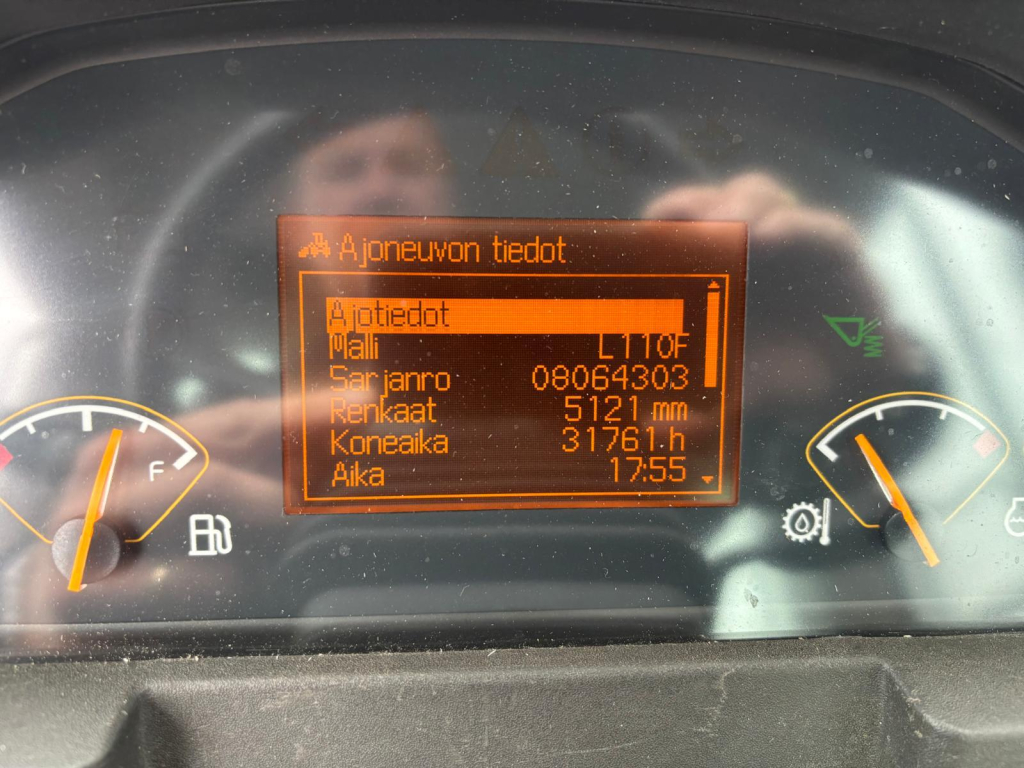 Ajoneuvon tiedot
Ajotiedot
Malli L110F
Sarjanro 08064303
Renkaat 5121 mm
Koneaika 31761 h
Aika 17:55
F